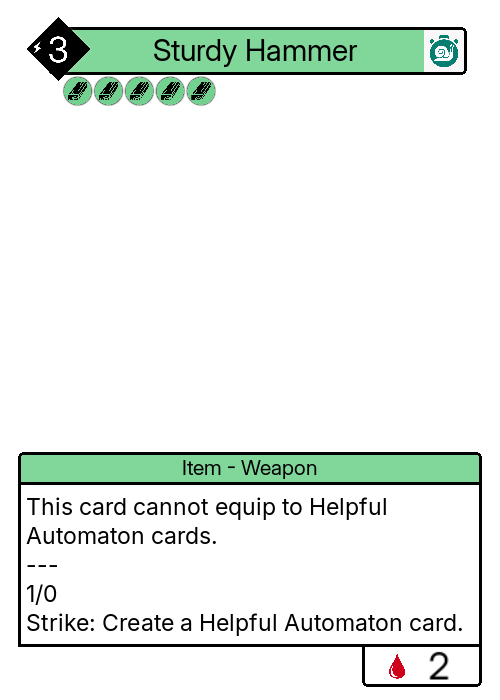 3
Sturdy Hammer
Item - Weapon
This card cannot equip to Helpful
Automaton cards.
---
1/0
Strike: Create a Helpful Automaton card.
2